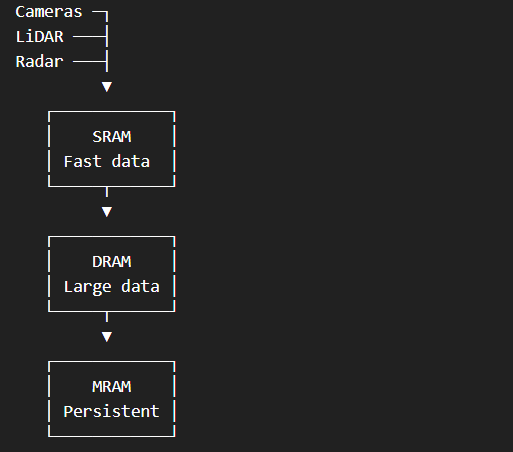 Cameras
LiDAR
Radar
SRAM
Fast data
DRAM
Large data
MRAM
Persistent